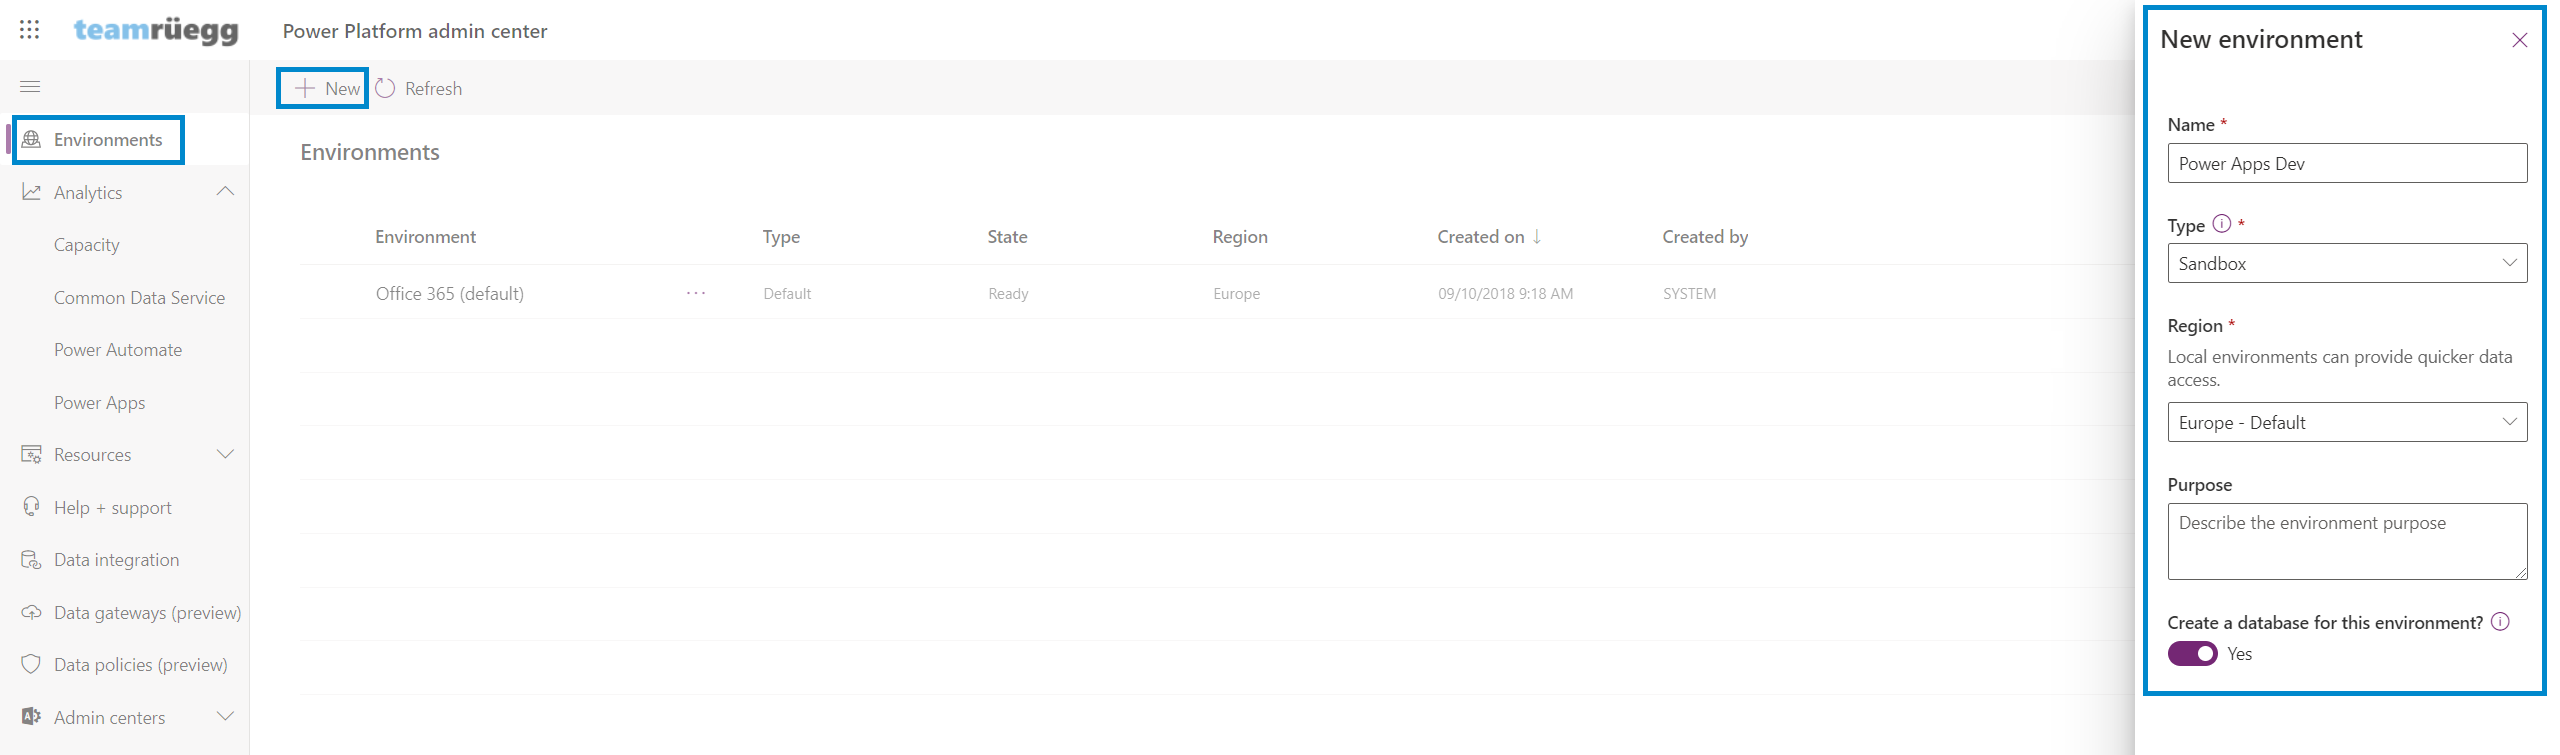 teamrüegg
Power Platform admin center
New
Refresh
Environments
Analytics
Capacity
Common Data Service
Power Automate
Power Apps
Resources
Help + support
Data integration
Data gateways (preview)
Data policies (preview)
Admin centers
Environments
Environment Type State Region Created on ↓ Created by
Office 365 (default) ··· Default Ready Europe 09/10/2018 9:18 AM SYSTEM
New environment
Name *
Power Apps Dev
Type *
Sandbox
Region *
Local environments can provide quicker data
access.
Europe - Default
Purpose
Describe the environment purpose
Create a database for this environment?
Yes